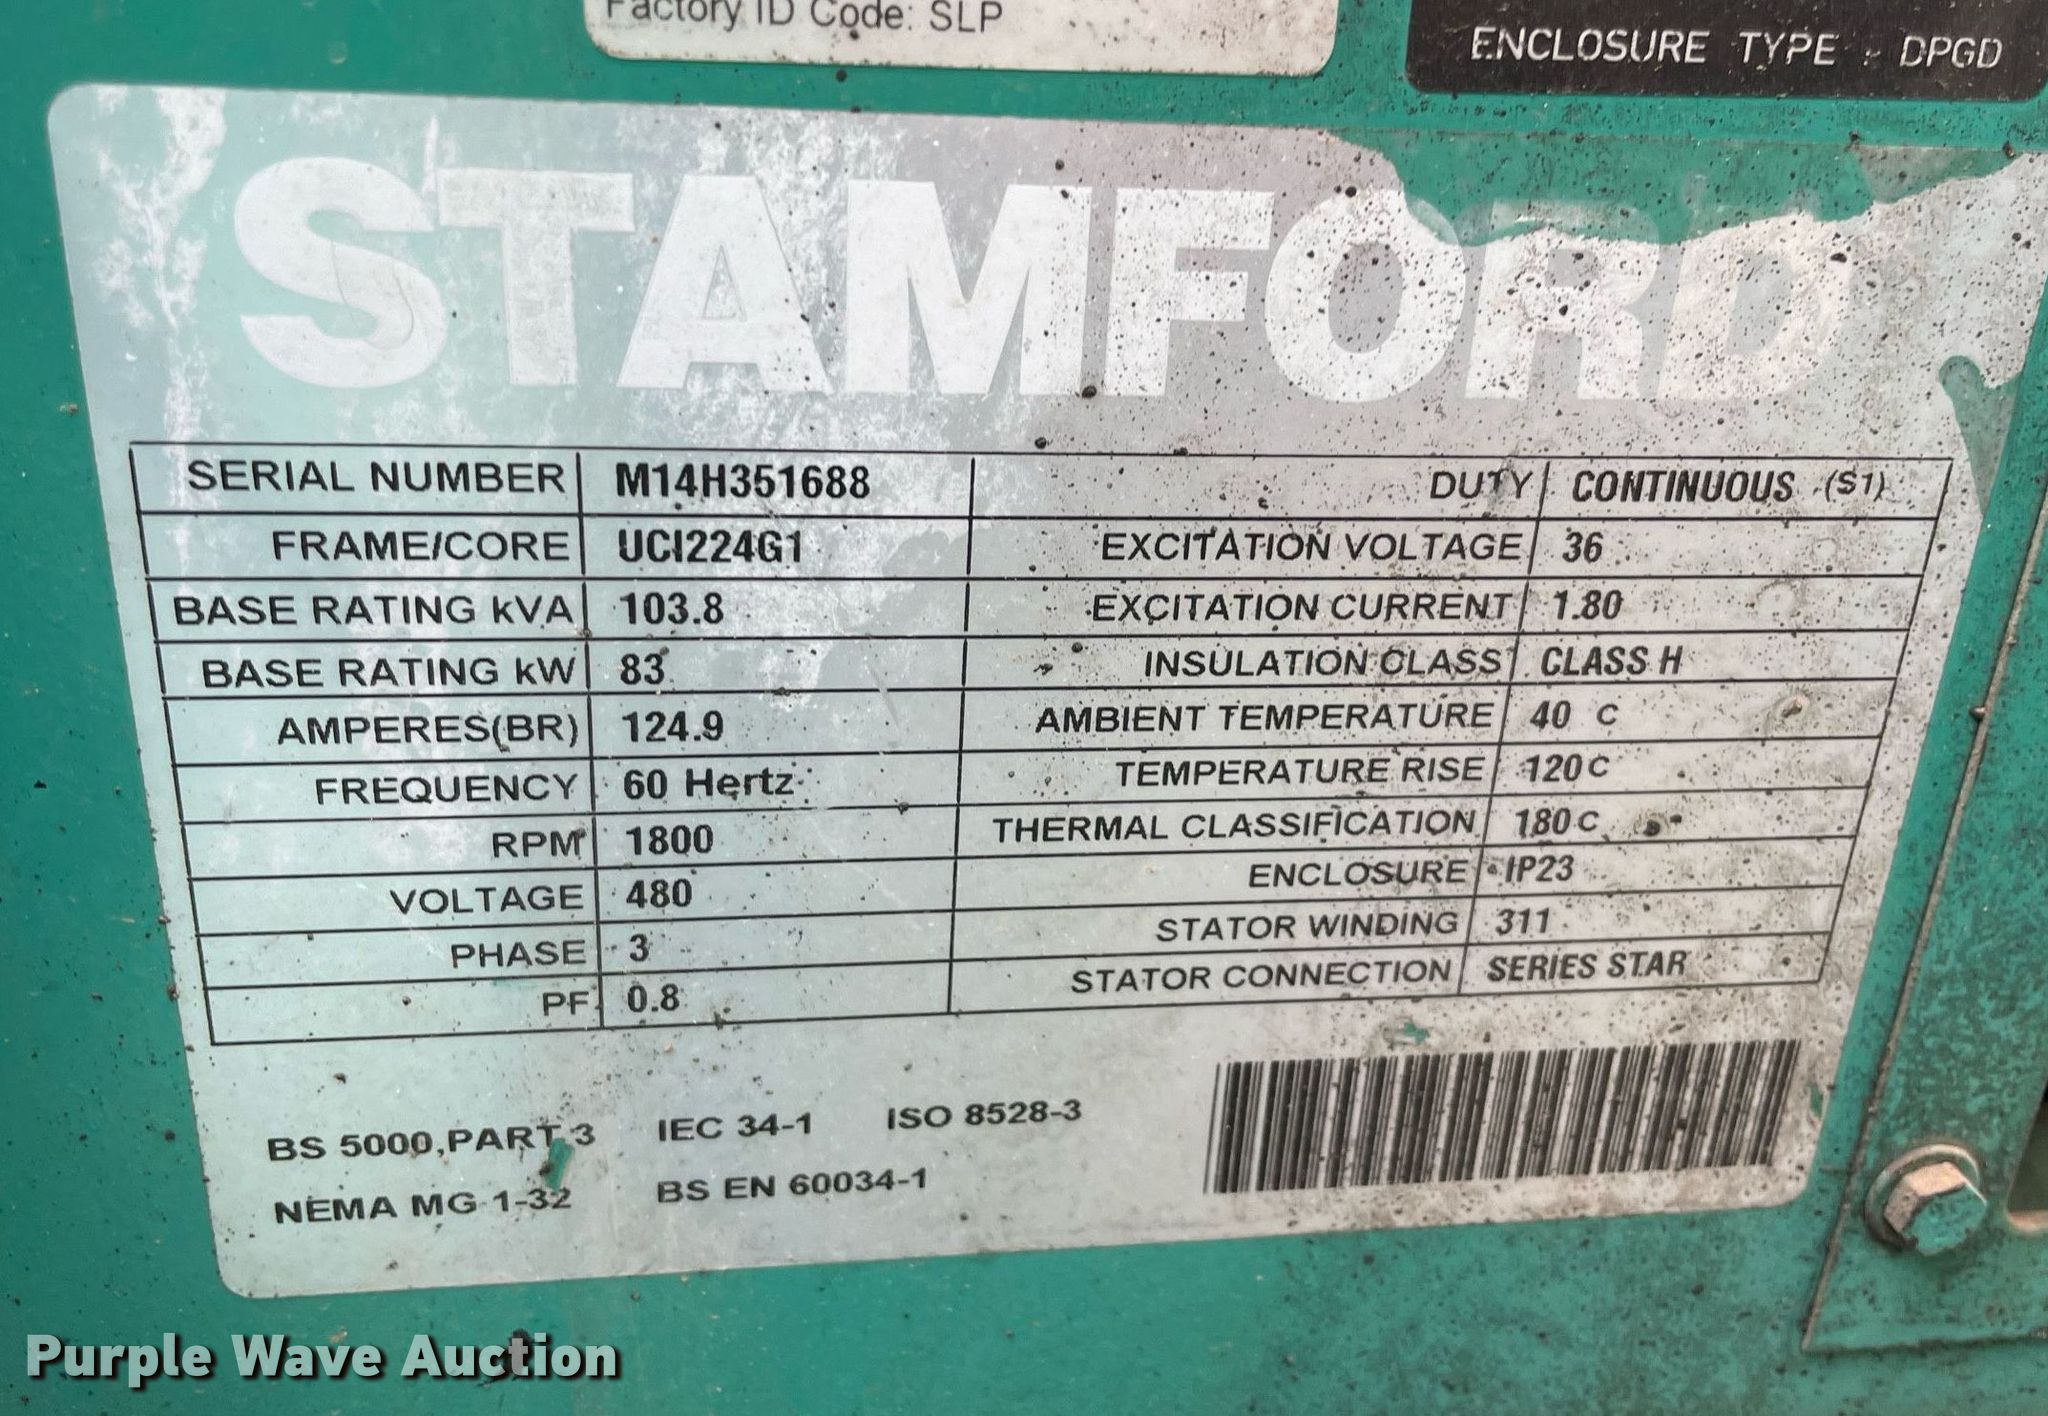 Factory ID Code: SLP
ENCLOSURE TYPE : DPGD
STAMFORD
SERIAL NUMBER M14H351688 DUTY CONTINUOUS (S1)
FRAME/CORE UCI224G1 EXCITATION VOLTAGE 36
BASE RATING kVA 103.8 EXCITATION CURRENT 1.80
BASE RATING kW 83 INSULATION CLASS CLASS H
AMPERES(BR) 124.9 AMBIENT TEMPERATURE 40 C
FREQUENCY 60 Hertz TEMPERATURE RISE 120 C
RPM 1800 THERMAL CLASSIFICATION 180 C
VOLTAGE 480 ENCLOSURE IP23
PHASE 3 STATOR WINDING 311
PF 0.8 STATOR CONNECTION SERIES STAR
BS 5000,PART 3 IEC 34-1 ISO 8528-3
NEMA MG 1-32 BS EN 60034-1
Purple Wave Auction